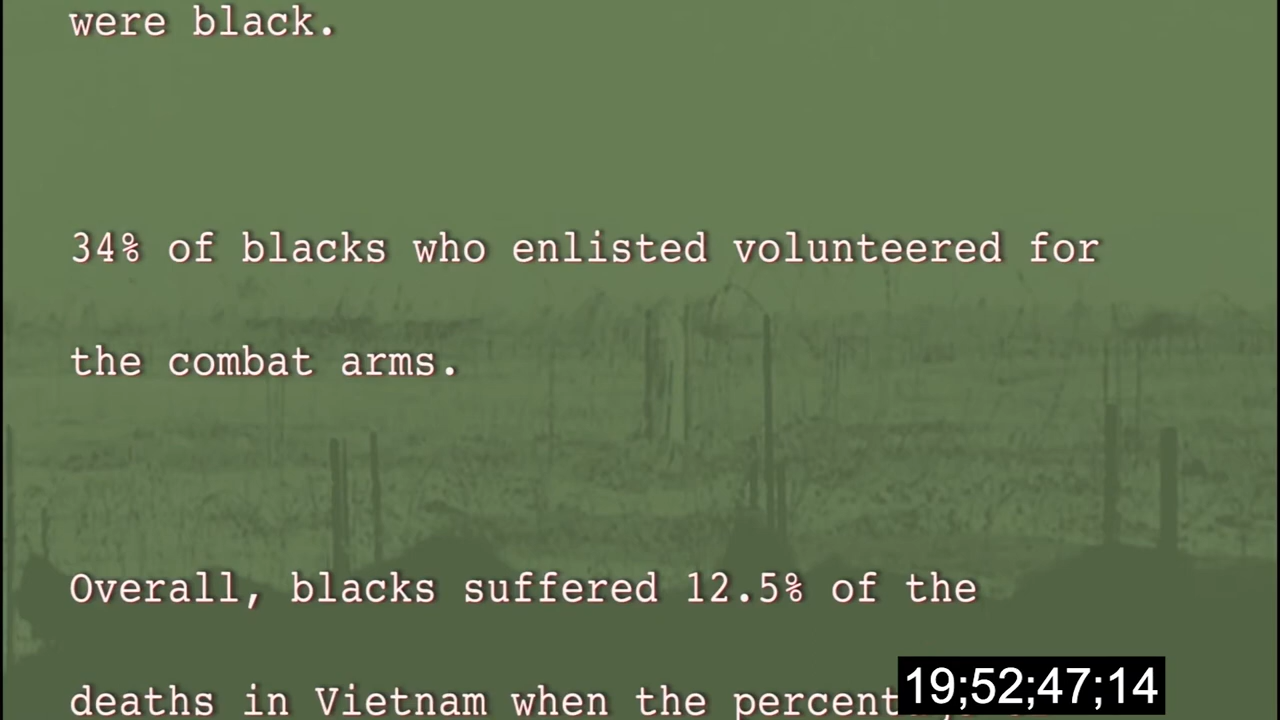 were black.
34% of blacks who enlisted volunteered for
the combat arms.
Overall, blacks suffered 12.5% of the
deaths in Vietnam when the
19;52;47;14